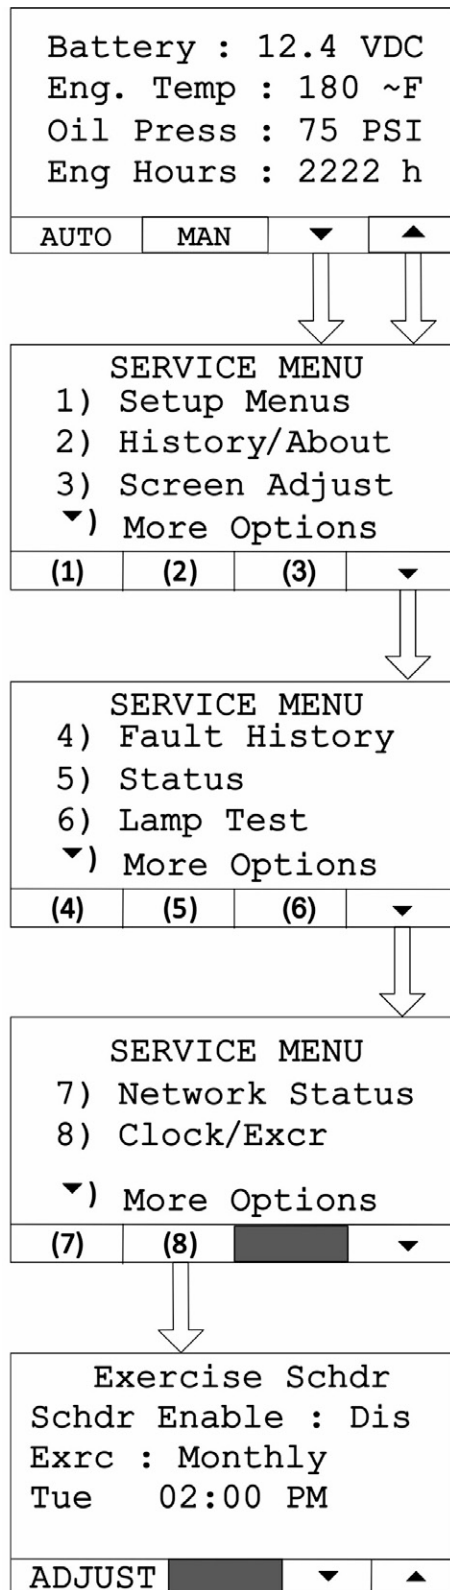 Battery : 12.4 VDC
Eng. Temp : 180 ~F
Oil Press : 75 PSI
Eng Hours : 2222 h
AUTO MAN ▼ ▲
SERVICE MENU
1) Setup Menus
2) History/About
3) Screen Adjust
▼) More Options
(1) (2) (3) ▼
SERVICE MENU
4) Fault History
5) Status
6) Lamp Test
▼) More Options
(4) (5) (6) ▼
SERVICE MENU
7) Network Status
8) Clock/Excr
▼) More Options
(7) (8) ▼
Exercise Schdr
Schdr Enable : Dis
Exrc : Monthly
Tue 02:00 PM
ADJUST ▼ ▲